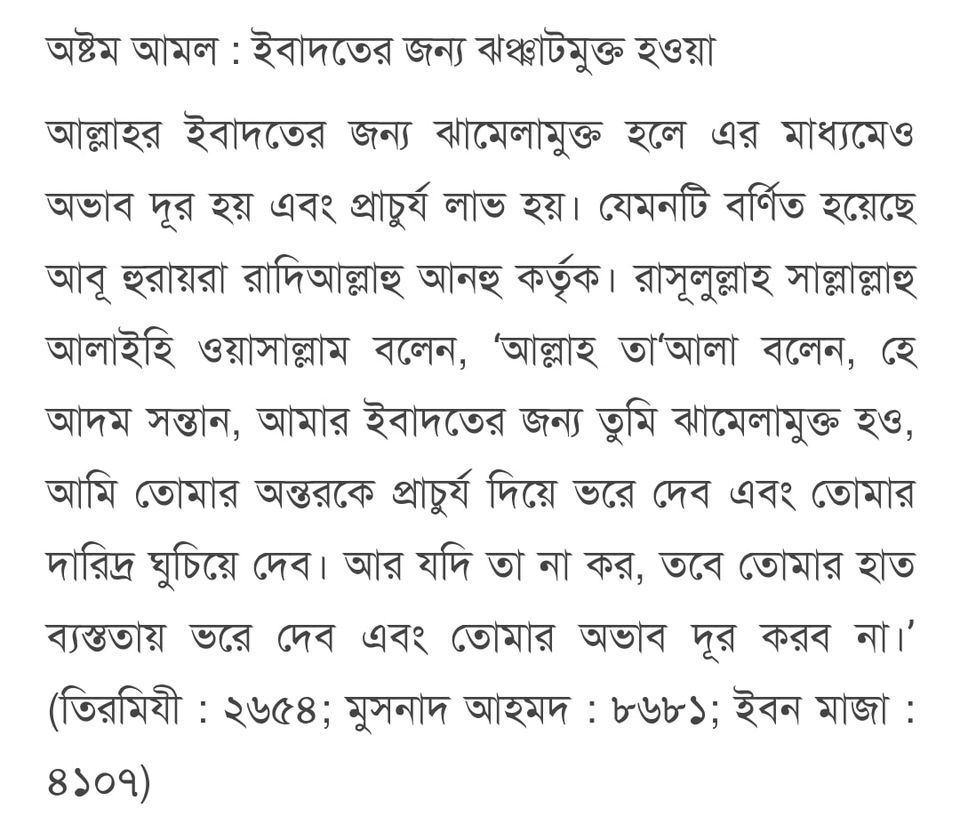 অষ্টম আমল : ইবাদতের জন্য ঝঞ্ঝাটমুক্ত হওয়া
আল্লাহর ইবাদতের জন্য ঝামেলামুক্ত হলে এর মাধ্যমেও
অভাব দূর হয় এবং প্রাচুর্য লাভ হয়। যেমনটি বর্ণিত হয়েছে
আবূ হুরায়রা রাদিআল্লাহু আনহু কর্তৃক। রাসূলুল্লাহ সাল্লাল্লাহু
আলাইহি ওয়াসাল্লাম বলেন, ‘আল্লাহ তা‘আলা বলেন, হে
আদম সন্তান, আমার ইবাদতের জন্য তুমি ঝামেলামুক্ত হও,
আমি তোমার অন্তরকে প্রাচুর্য দিয়ে ভরে দেব এবং তোমার
দারিদ্র ঘুচিয়ে দেব। আর যদি তা না কর, তবে তোমার হাত
ব্যস্ততায় ভরে দেব এবং তোমার অভাব দূর করব না।’
(তিরমিযী : ২৬৫৪; মুসনাদ আহমদ : ৮৬৮১; ইবন মাজা :
৪১০৭)